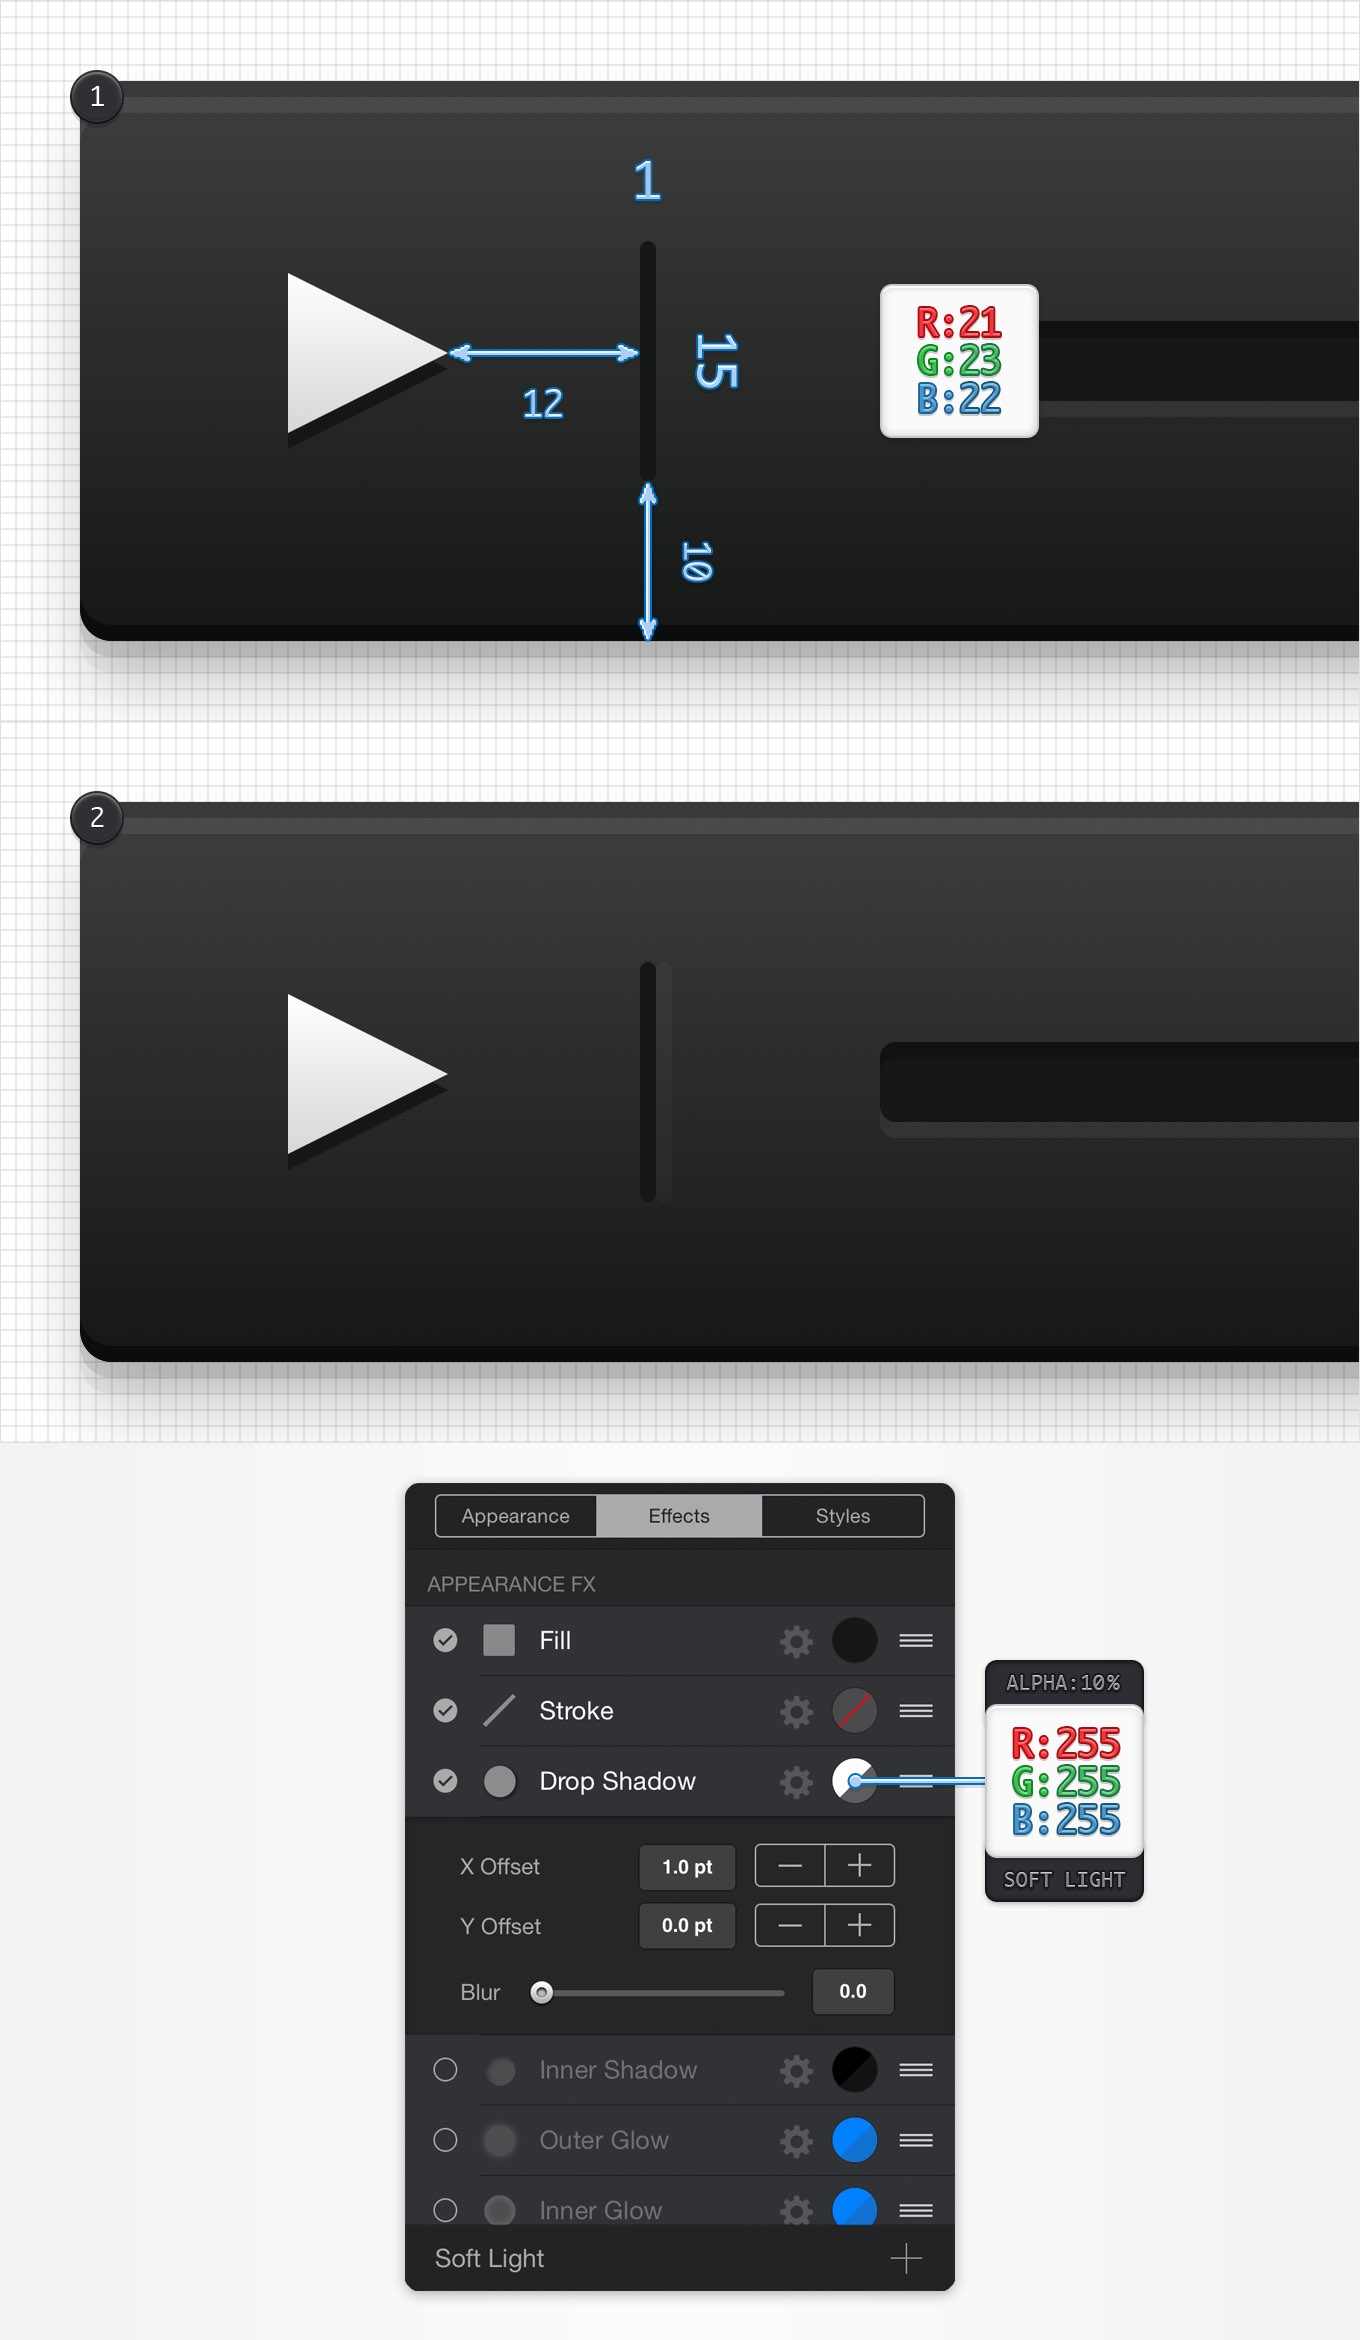 1
1
12
15
10
R:21
G:23
B:22
2
Appearance
Effects
Styles
APPEARANCE FX
Fill
Stroke
Drop Shadow
ALPHA:10%
R:255
G:255
B:255
SOFT LIGHT
X Offset
1.0 pt
Y Offset
0.0 pt
Blur
0.0
Inner Shadow
Outer Glow
Inner Glow
Soft Light